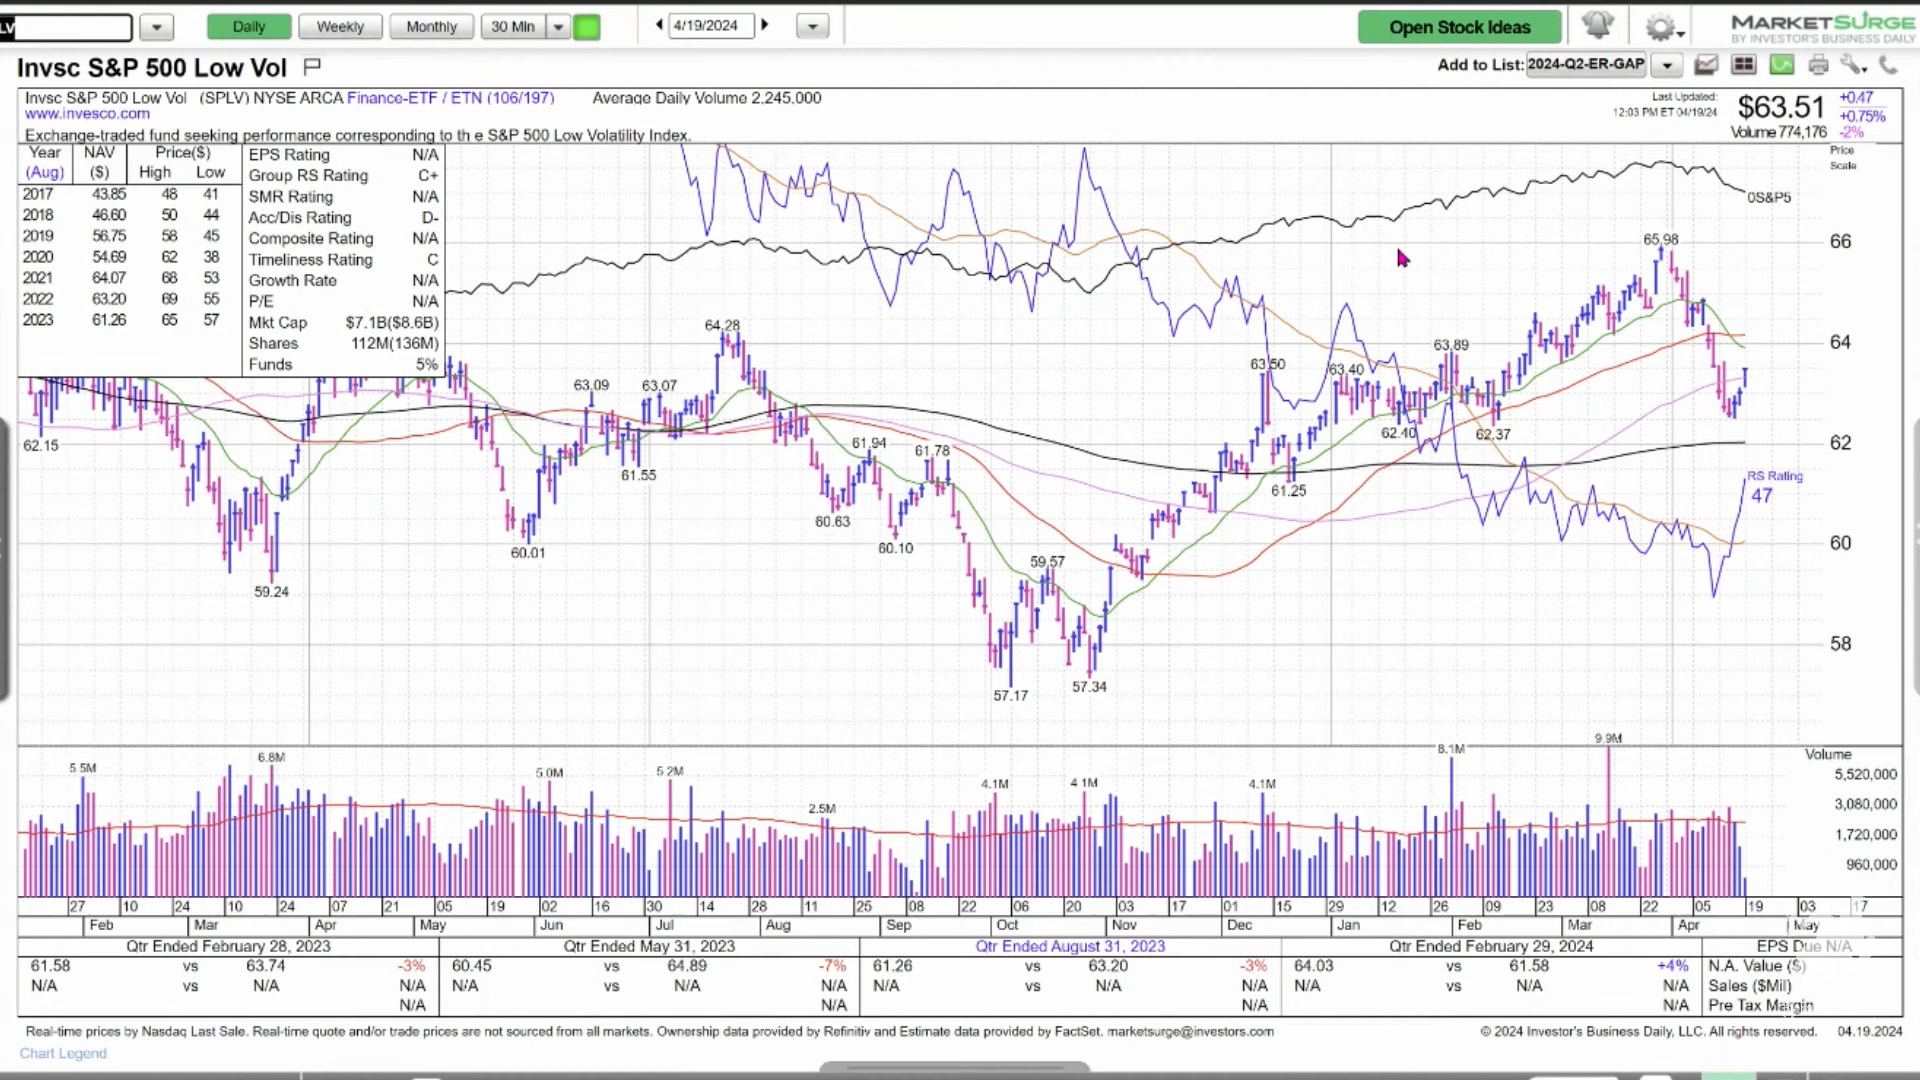 LV
Daily
Weekly
Monthly
30 Min
4/19/2024
Open Stock Ideas
MARKETSURGE
BY INVESTOR'S BUSINESS DAILY
Invsc S&P 500 Low Vol
Add to List: 2024-Q2-ER-GAP
Invsc S&P 500 Low Vol (SPLV) NYSE ARCA Finance-ETF / ETN (106/197) Average Daily Volume 2,245,000
www.invesco.com
Exchange-traded fund seeking performance corresponding to th e S&P 500 Low Volatility Index.
Last Updated:
12:03 PM ET 04/19/24
$63.51
+0.47
+0.75%
Volume 774,176 -2%
Year NAV Price($)
(Aug) ($) High Low
2017 43.85 48 41
2018 46.60 50 44
2019 56.75 58 45
2020 54.69 62 38
2021 64.07 68 53
2022 63.20 69 55
2023 61.26 65 57
EPS Rating N/A
Group RS Rating C+
SMR Rating N/A
Acc/Dis Rating D-
Composite Rating N/A
Timeliness Rating C
Growth Rate N/A
P/E N/A
Mkt Cap $7.1B($8.6B)
Shares 112M(136M)
Funds 5%
Price
Scale
0S&P5
66
64
62
60
58
65.98
64.28
63.89
63.50
63.40
63.09
63.07
62.40
62.37
62.15
61.94
61.78
61.55
61.25
60.63
60.10
60.01
59.57
59.24
57.17
57.34
RS Rating
47
5.5M
6.8M
5.0M
5.2M
2.5M
4.1M
4.1M
4.1M
8.1M
9.9M
Volume
5,520,000
3,080,000
1,720,000
960,000
27 10 24 10 24 07 21 05 19 02 16 30 14 28 11 25 08 22 06 20 03 17 01 15 29 12 26 09 23 08 22 05 19 03 17
Feb Mar Apr May Jun Jul Aug Sep Oct Nov Dec Jan Feb Mar Apr May
Qtr Ended February 28, 2023 Qtr Ended May 31, 2023 Qtr Ended August 31, 2023 Qtr Ended February 29, 2024 EPS Due N/A
61.58 vs 63.74 -3% 60.45 vs 64.89 -7% 61.26 vs 63.20 -3% 64.03 vs 61.58 +4% N.A. Value ($)
N/A vs N/A N/A N/A vs N/A N/A N/A vs N/A N/A N/A vs N/A N/A Sales ($Mil)
N/A N/A N/A N/A Pre Tax Margin
Real-time prices by Nasdaq Last Sale. Real-time quote and/or trade prices are not sourced from all markets. Ownership data provided by Refinitiv and Estimate data provided by FactSet. marketsurge@investors.com
© 2024 Investor's Business Daily, LLC. All rights reserved. 04.19.2024
Chart Legend